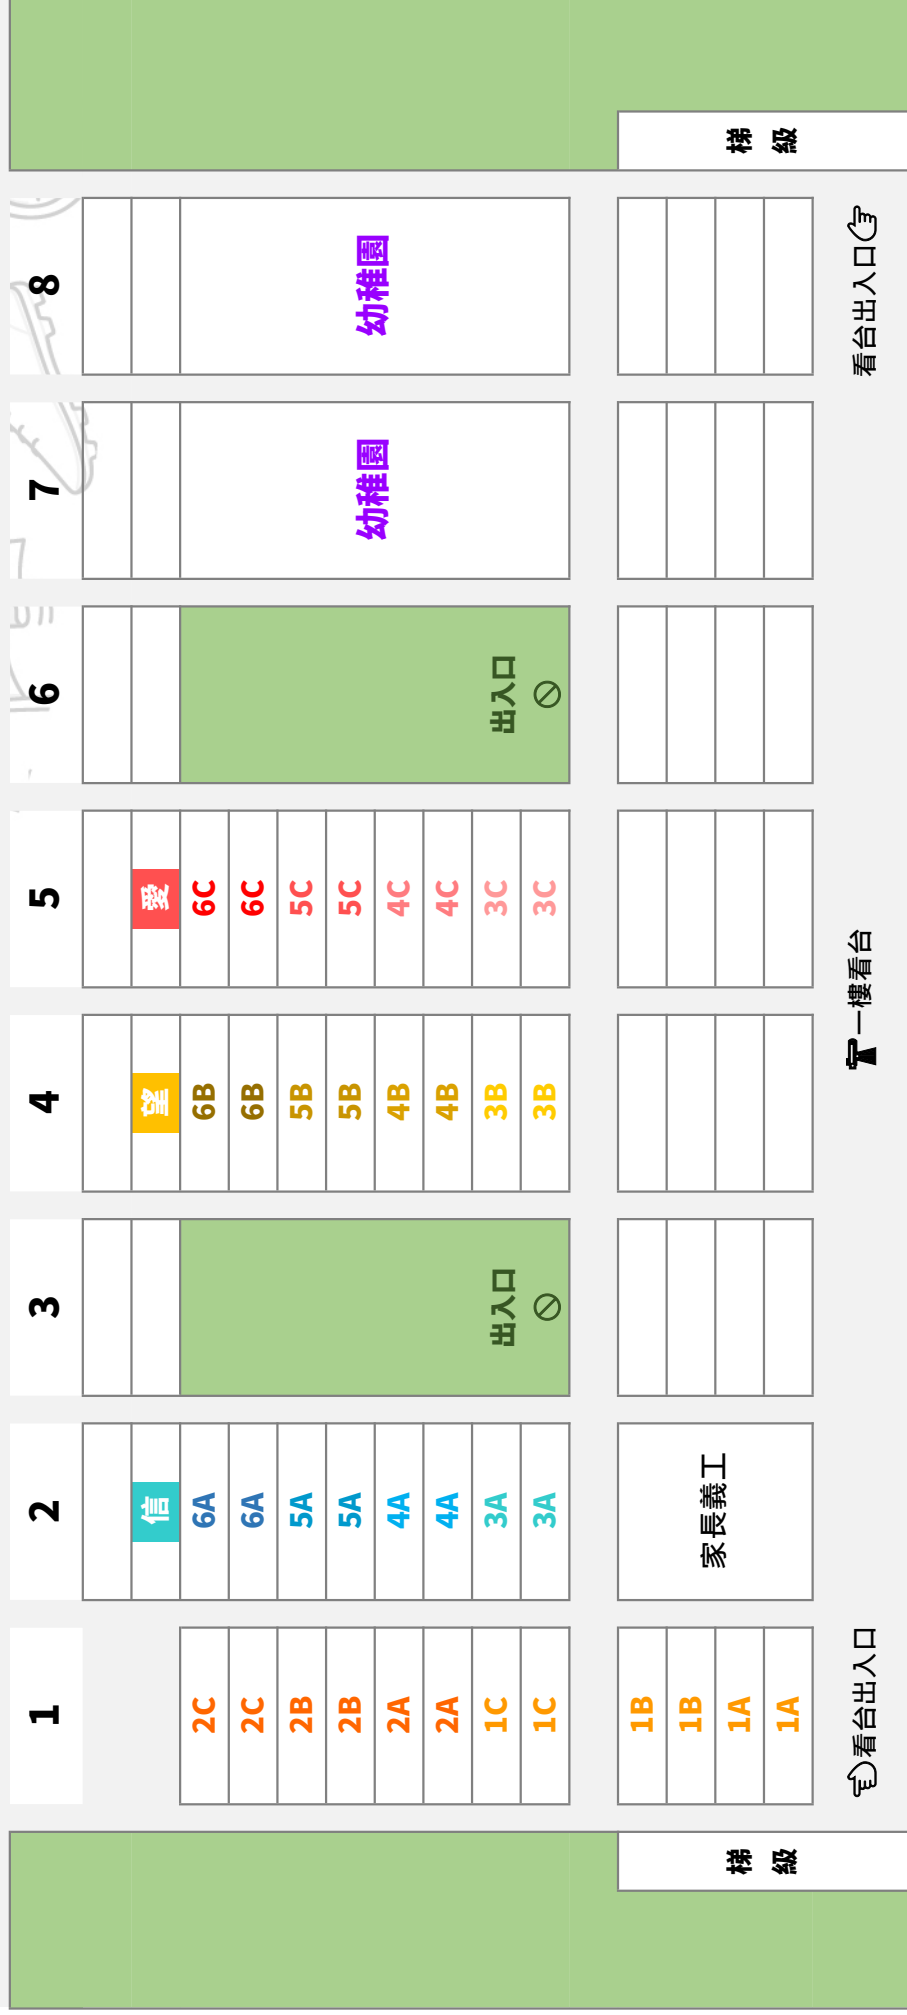 1 2 3 4 5 6 7 8
信 望 愛
2C 6A 6B 6C
2C 6A 6B 6C
2B 5A 5B 5C
2B 5A 5B 5C
幼稚園 幼稚園
2A 4A 4B 4C
2A 4A 4B 4C
1C 3A 出入口 3B 3C 出入口
1C 3A 3B 3C
1B
1B
家長義工
梯 1A 梯
級 1A 級
看台出入口 一樓看台 看台出入口